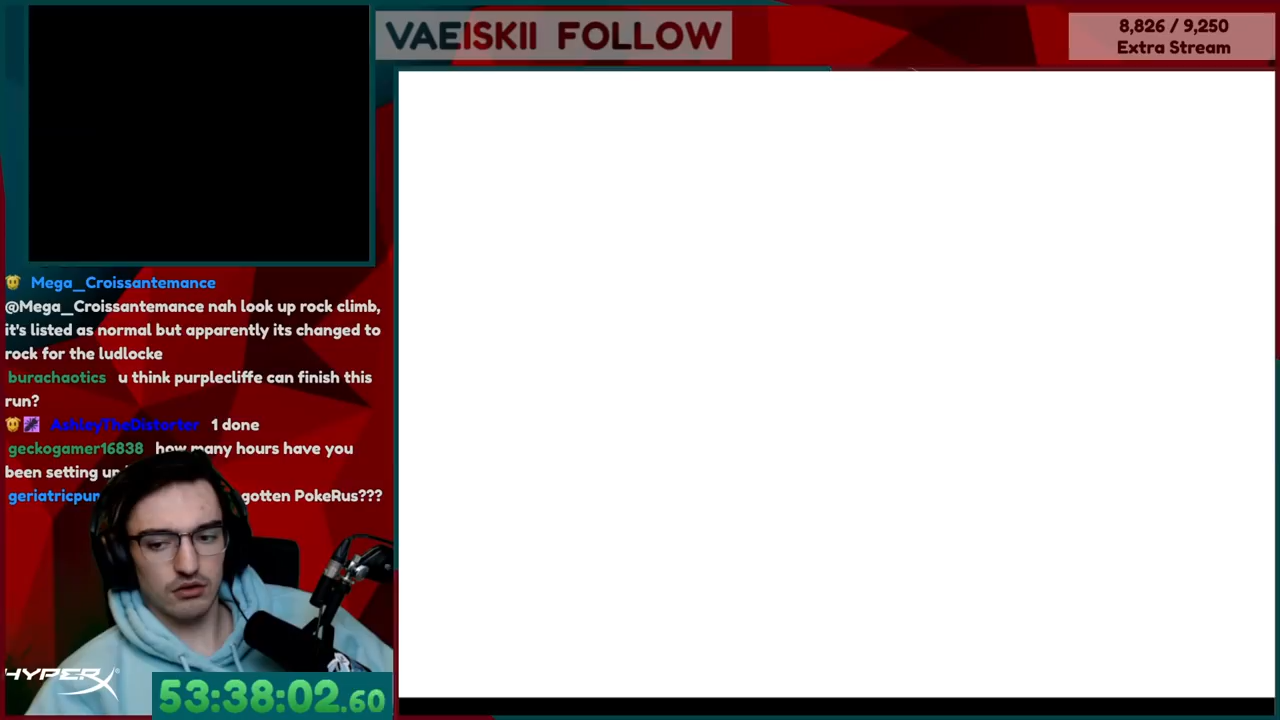 VAEISKII FOLLOW
8,826 / 9,250
Extra Stream
Mega_Croissantemance
@Mega_Croissantemance nah look up rock climb,
it's listed as normal but apparently its changed to
rock for the ludlocke
burachaotics u think purplecliffe can finish this
run?
AshleyTheDistorter 1 done
geckogamer16838 how many hours have you
been setting up
gotten PokeRus???
HYPERX
53:38:02.60